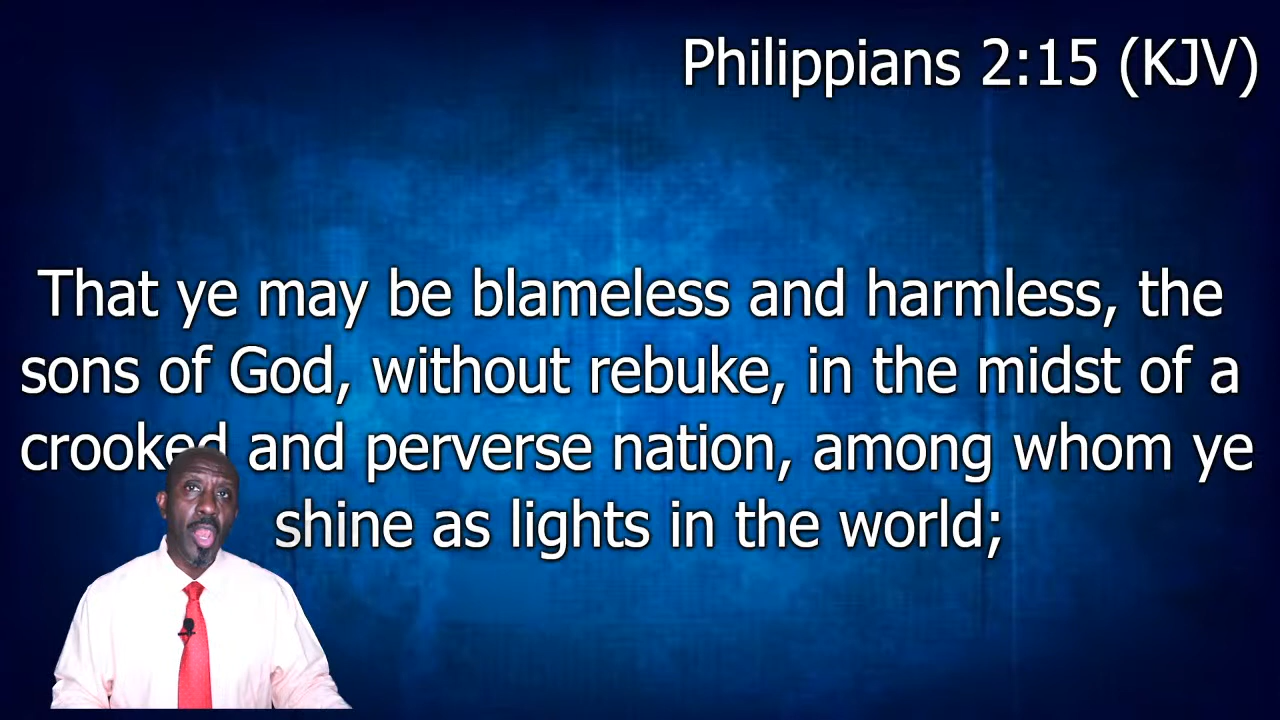 Philippians 2:15 (KJV)
That ye may be blameless and harmless, the
sons of God, without rebuke, in the midst of a
crooked and perverse nation, among whom ye
shine as lights in the world;